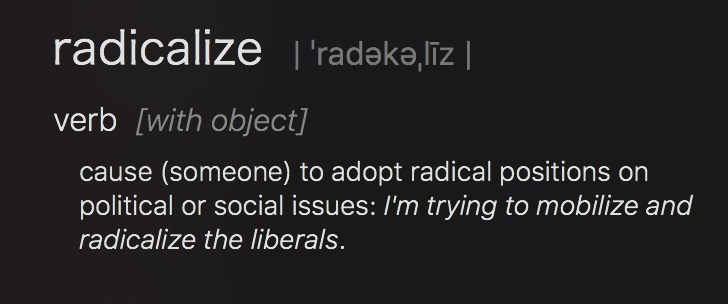 radicalize | ˈradəkəˌlīz |
verb [with object]
cause (someone) to adopt radical positions on
political or social issues: I'm trying to mobilize and
radicalize the liberals.